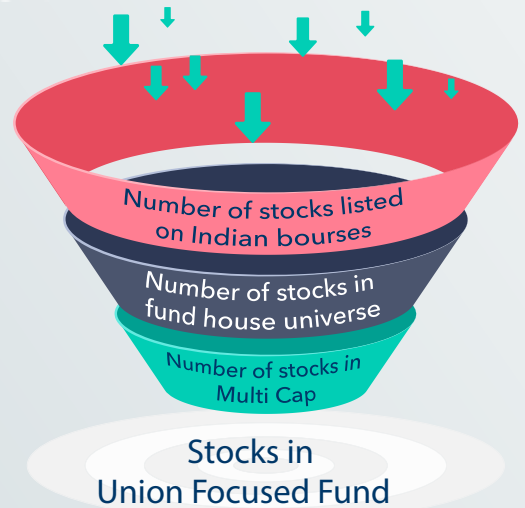 Number of stocks listed
on Indian bourses
Number of stocks in
fund house universe
Number of stocks in
Multi Cap
Stocks in
Union Focused Fund